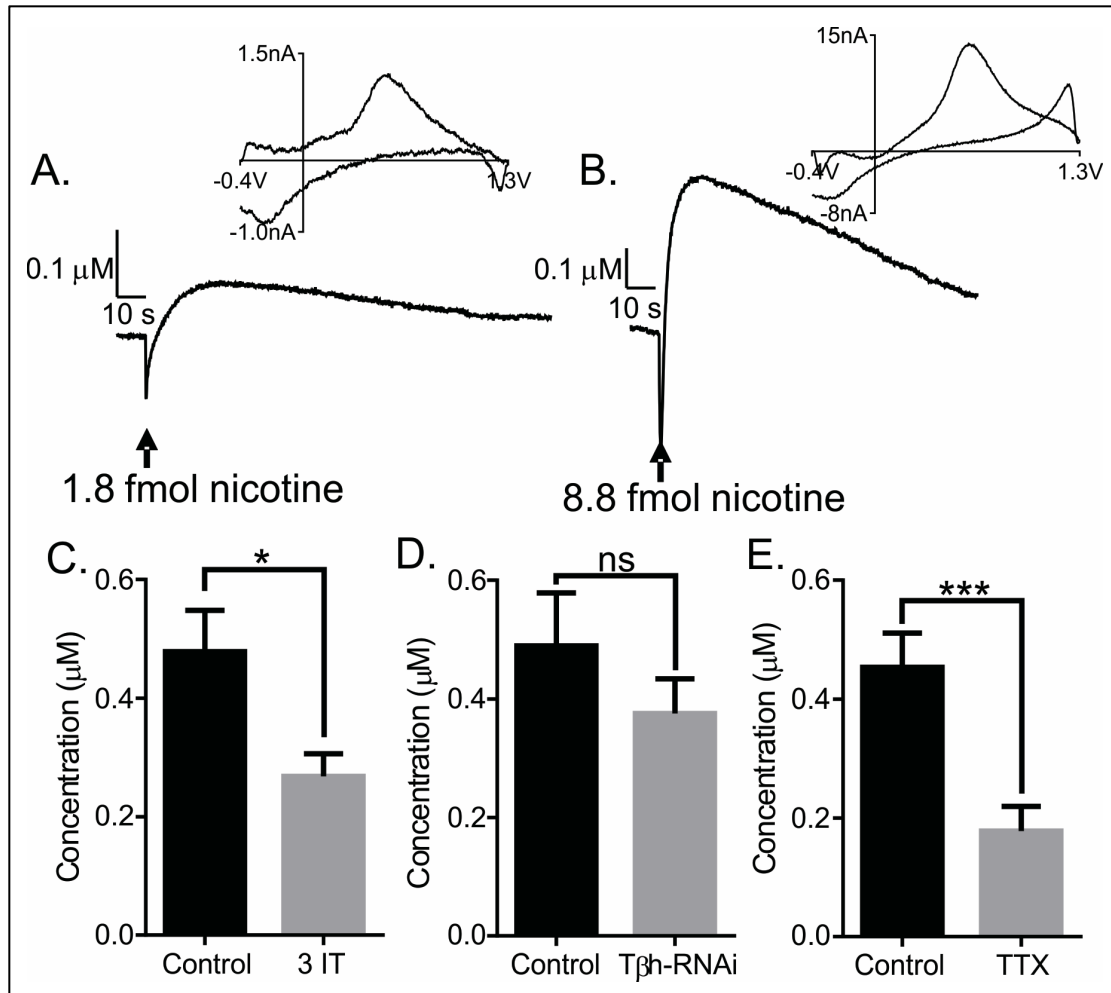 A.
1.5nA
-0.4V
1.3V
-1.0nA
0.1 μM
10 s
1.8 fmol nicotine
B.
15nA
-0.4V
1.3V
-8nA
0.1 μM
10 s
8.8 fmol nicotine
C.
*
Concentration (μM)
0.6
0.4
0.2
0.0
Control
3 IT
D.
ns
Concentration (μM)
0.6
0.4
0.2
0.0
Control
Tβh-RNAi
E.
***
Concentration (μM)
0.6
0.4
0.2
0.0
Control
TTX